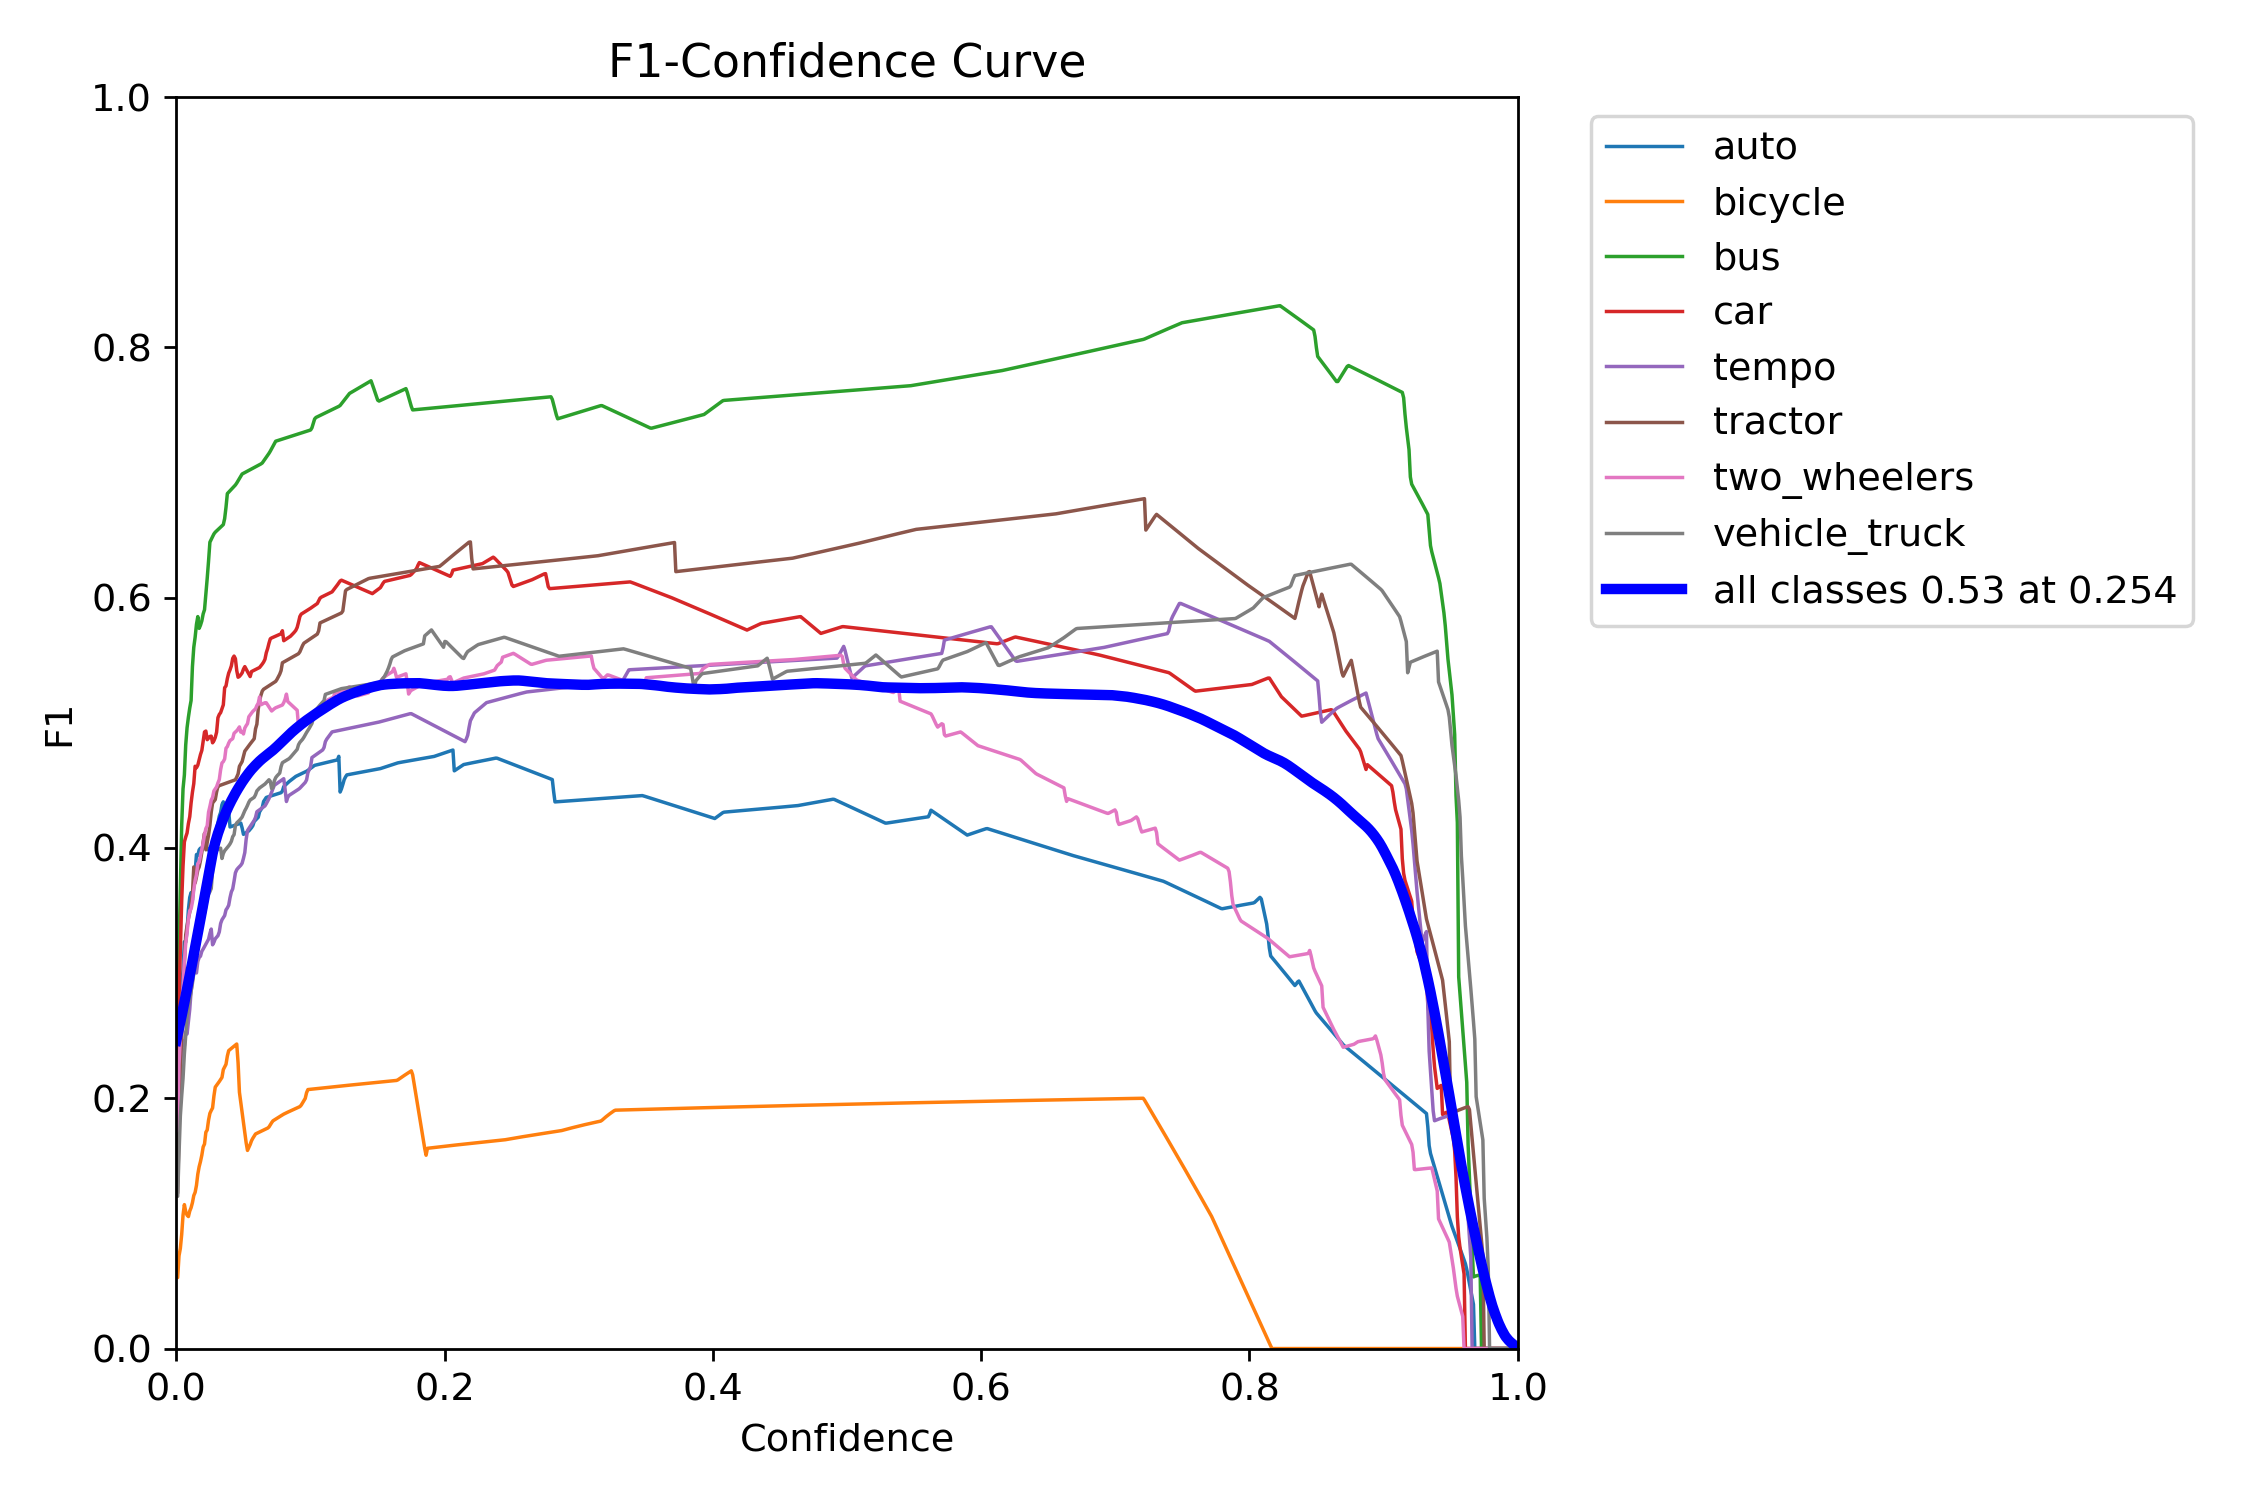 F1-Confidence Curve
1.0
0.8
0.6
0.4
0.2
0.0
F1
0.0 0.2 0.4 0.6 0.8 1.0
Confidence
auto
bicycle
bus
car
tempo
tractor
two_wheelers
vehicle_truck
all classes 0.53 at 0.254